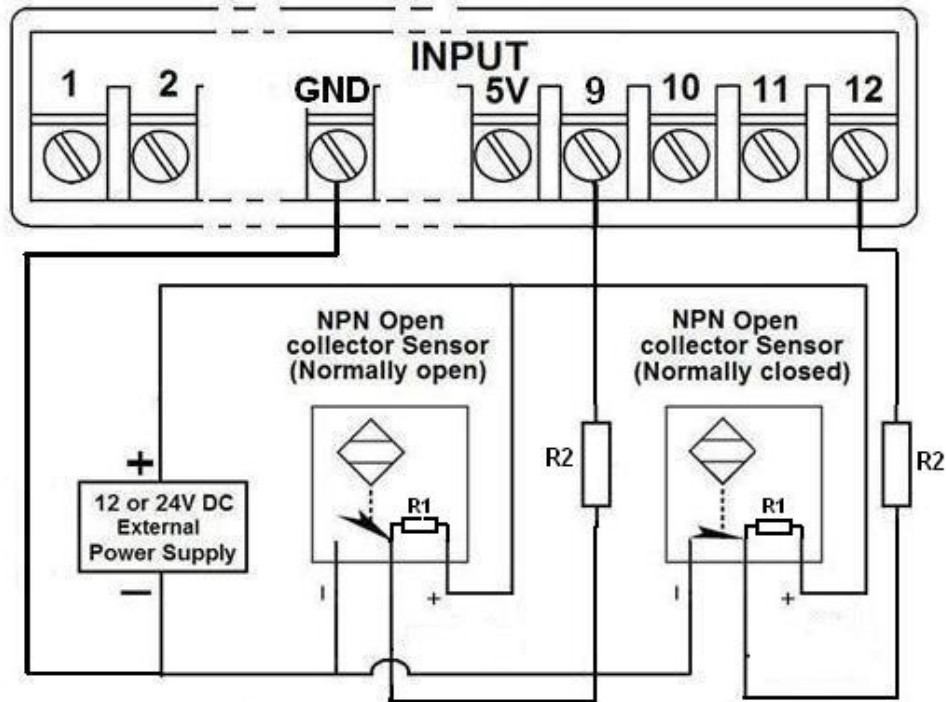 INPUT
1 2 GND 5V 9 10 11 12
NPN Open
collector Sensor
(Normally open)
NPN Open
collector Sensor
(Normally closed)
R2
R2
+
12 or 24V DC
External
Power Supply
−
R1
R1
− +
− +